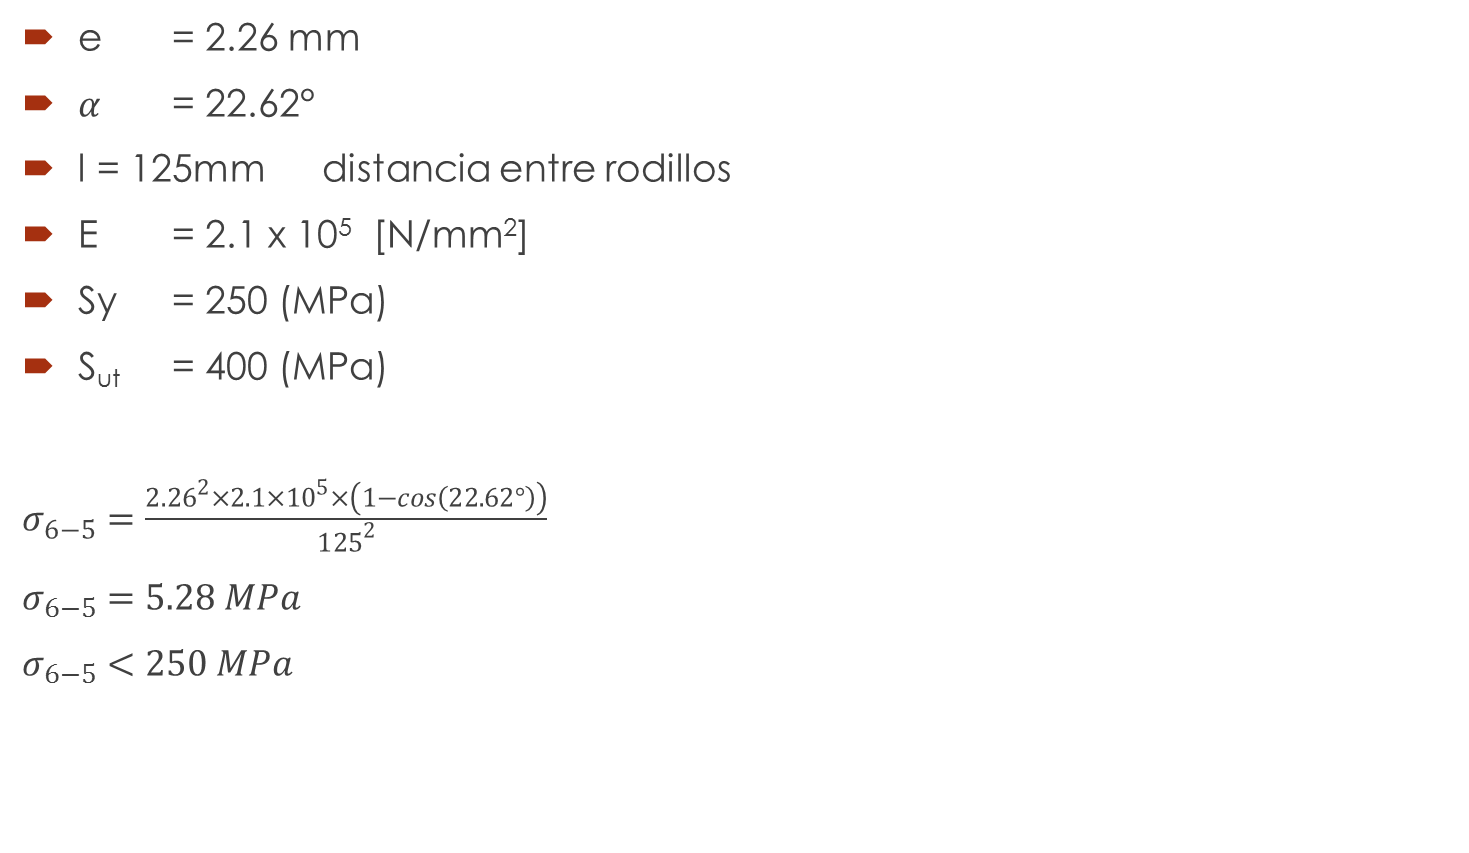 e = 2.26 mm
α = 22.62°
l = 125mm distancia entre rodillos
E = 2.1 x 10⁵ [N/mm²]
Sy = 250 (MPa)
Sut = 400 (MPa)
σ₆₋₅ = 2.26²×2.1×10⁵×(1−cos(22.62°)) / 125²
σ₆₋₅ = 5.28 MPa
σ₆₋₅ < 250 MPa